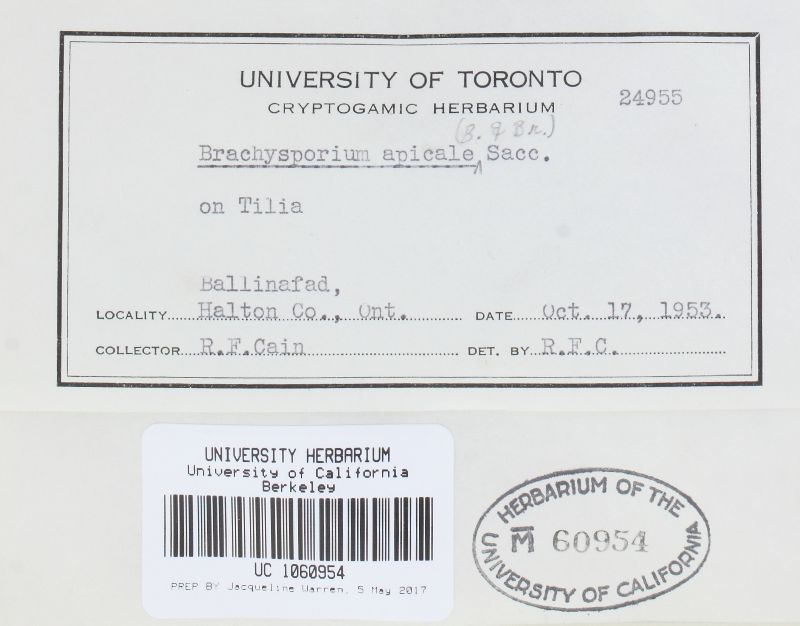 UNIVERSITY OF TORONTO
CRYPTOGAMIC HERBARIUM
24955
(B. & Br.)
Brachysporium apicale Sacc.
on Tilia
Ballinafad,
LOCALITY Halton Co., Ont. DATE Oct. 17, 1953.
COLLECTOR R.F.Cain DET. BY R.F.C.
UNIVERSITY HERBARIUM
University of California
Berkeley
UC 1060954
PREP BY Jacqueline Warren, 5 May 2017
HERBARIUM OF THE
M 60954
UNIVERSITY OF CALIFORNIA